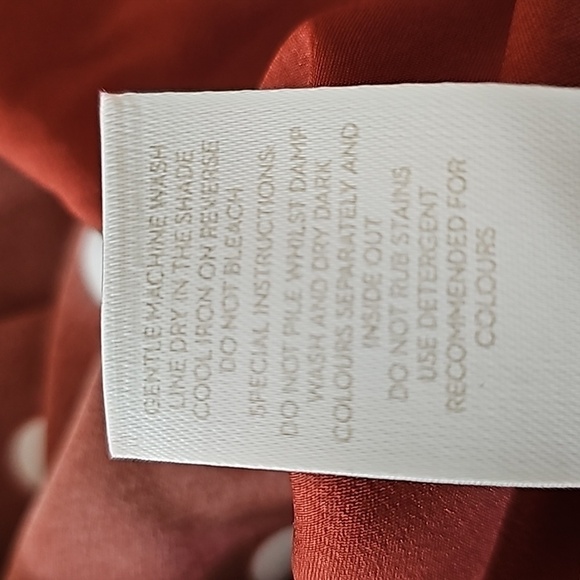 GENTLE MACHINE WASH
LINE DRY IN THE SHADE
COOL IRON ON REVERSE
DO NOT BLEACH
SPECIAL INSTRUCTIONS:
DO NOT PILE WHILST DAMP
WASH AND DRY DARK
COLOURS SEPARATELY AND
INSIDE OUT
DO NOT RUB STAINS
USE DETERGENT
RECOMMENDED FOR
COLOURS